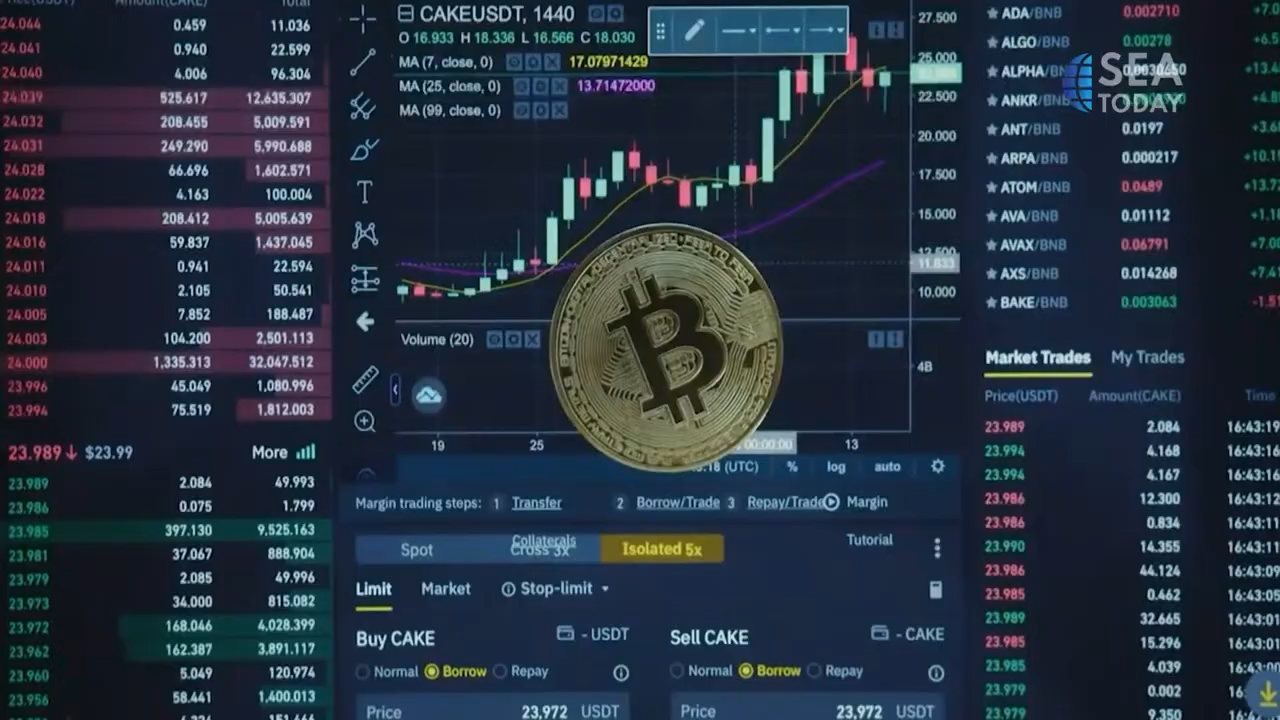 Price(USDT) Amount(CAKE) Total
24.044 0.459 11.036
24.041 0.940 22.599
24.040 4.006 96.304
24.039 525.617 12,635.307
24.032 208.455 5,009.591
24.031 249.290 5,990.688
24.028 66.696 1,602.571
24.022 4.163 100.004
24.018 208.412 5,005.639
24.016 59.837 1,437.045
24.011 0.941 22.594
24.010 2.105 50.541
24.005 7.852 188.487
24.003 104.200 2,501.113
24.000 1,335.313 32,047.512
23.996 45.049 1,080.996
23.994 75.519 1,812.003
23.989↓ $23.99 More
23.989 2.084 49.993
23.986 0.075 1.799
23.985 397.130 9,525.163
23.981 37.067 888.904
23.979 2.085 49.996
23.973 34.000 815.082
23.972 168.046 4,028.399
23.962 162.387 3,891.117
23.960 5.049 120.974
23.956 58.441 1,400.013
CAKEUSDT, 1440
O 16.933 H 18.336 L 16.566 C 18.030
MA (7, close, 0) 17.07971429
MA (25, close, 0) 13.71472000
MA (99, close, 0)
27.500
25.000
22.500
20.000
17.500
15.000
12.500
11.833
10.000
Volume (20)
4B
19 25 00:00.00 13
(UTC) % log auto
Margin trading steps: 1 Transfer 2 Borrow/Trade 3 Repay/Trade Margin
Collaterals Tutorial
Spot Cross 3x Isolated 5x
Limit Market Stop-limit
Buy CAKE - USDT Sell CAKE - CAKE
Normal Borrow Repay Normal Borrow Repay
Price 23,972 USDT Price 23,972 USDT
SEA
TODAY
ADA/BNB 0.002710
ALGO/BNB 0.00278
ALPHA/BNB 0.0030650
ANKR/BNB
ANT/BNB 0.0197
ARPA/BNB 0.000217
ATOM/BNB 0.0489
AVA/BNB 0.01112
AVAX/BNB 0.06791
AXS/BNB 0.014268
BAKE/BNB 0.003063
Market Trades My Trades
Price(USDT) Amount(CAKE) Time
23.989 2.084 16:43:19
23.994 4.168 16:43:16
23.994 4.167 16:43:16
23.986 12.300 16:43:12
23.986 0.834 16:43:11
23.990 14.355 16:43:11
23.986 44.124 16:43:09
23.985 0.462 16:43:05
23.989 32.665 16:43:01
23.985 15.296 16:43:01
23.985 4.039 16:43:00
23.979 0.002
23.979 9.350